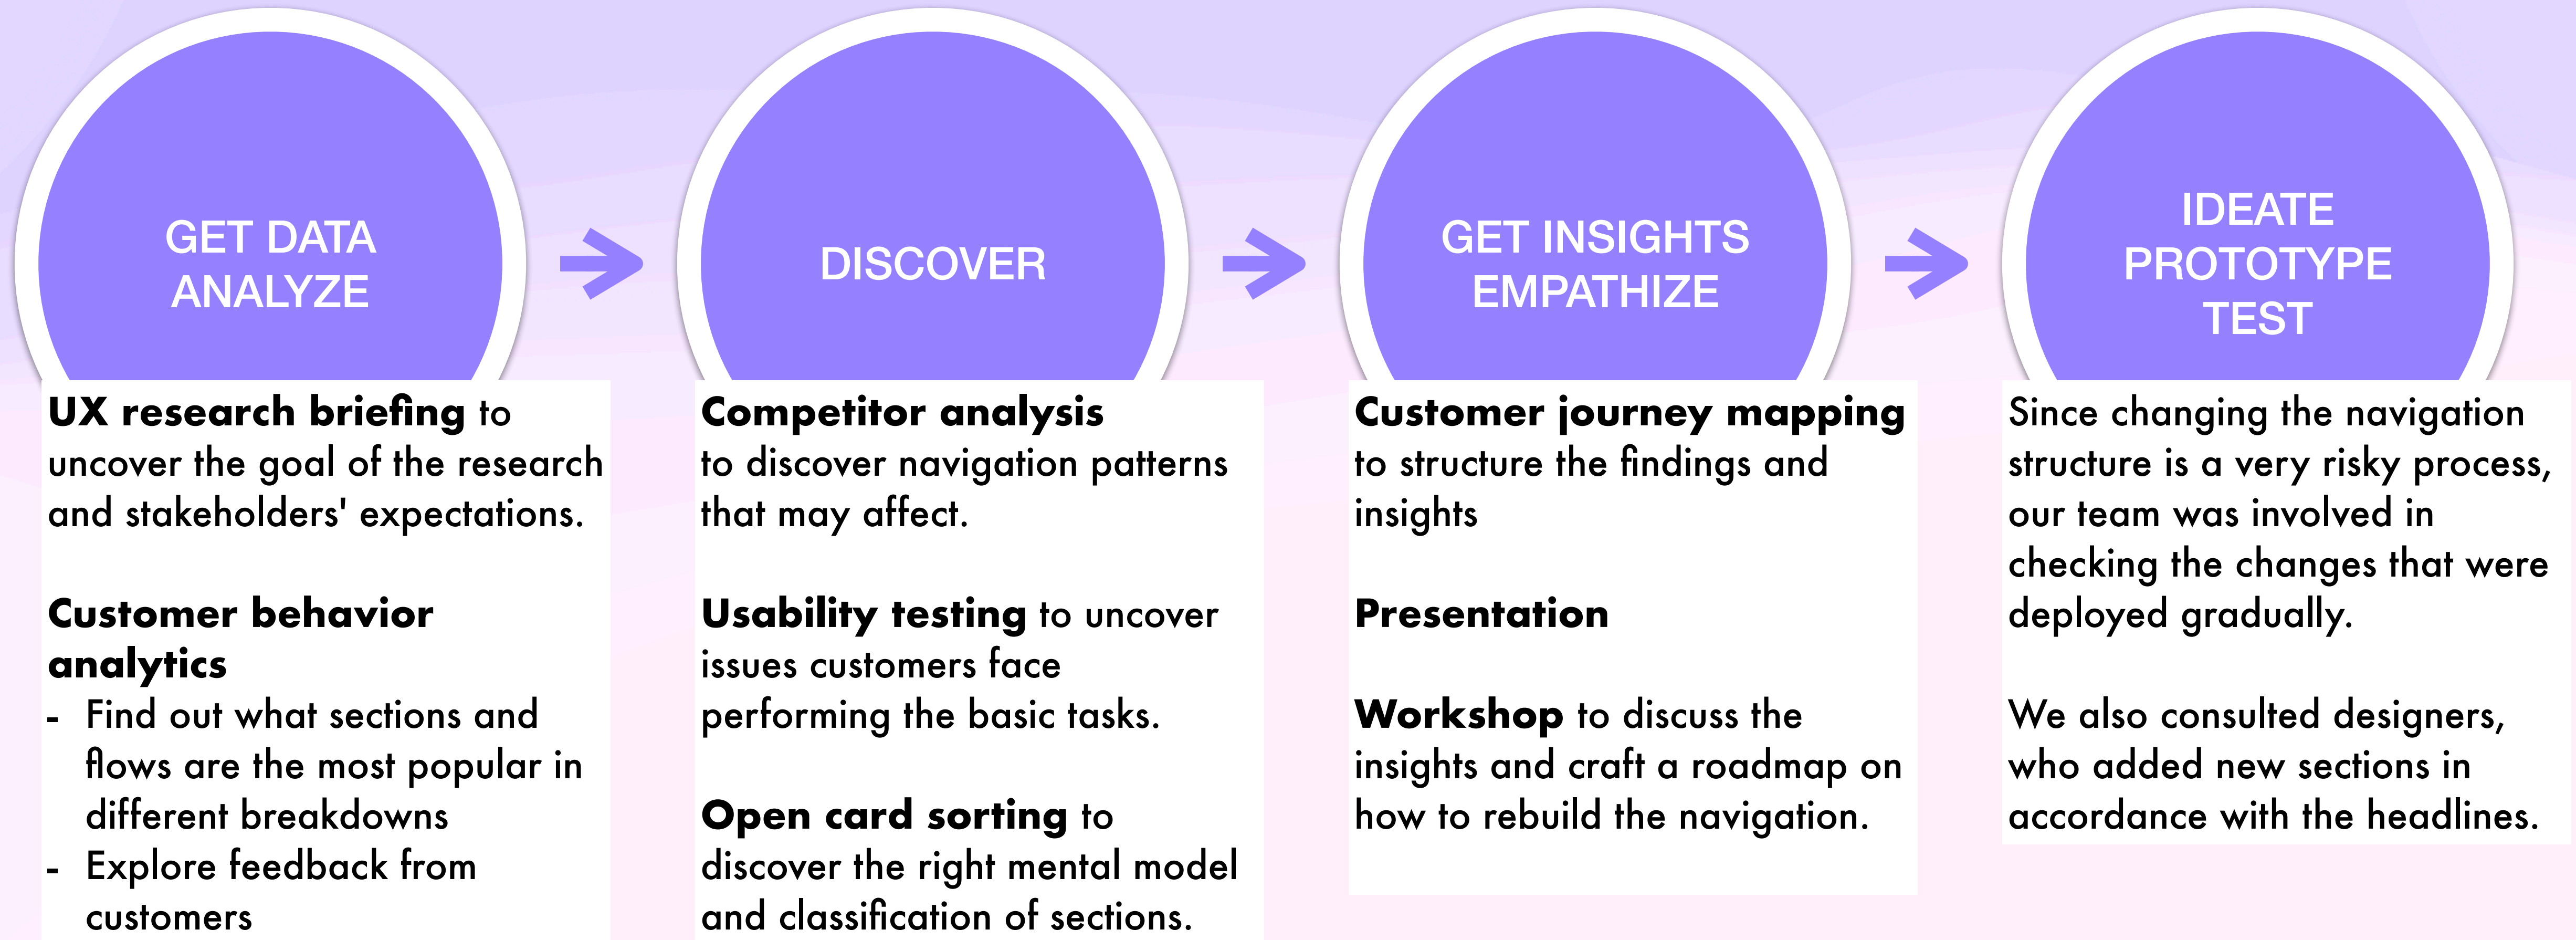 GET DATA
ANALYZE
DISCOVER
GET INSIGHTS
EMPATHIZE
IDEATE
PROTOTYPE
TEST
UX research briefing to
uncover the goal of the research
and stakeholders' expectations.
Customer behavior
analytics
- Find out what sections and
flows are the most popular in
different breakdowns
- Explore feedback from
customers
Competitor analysis
to discover navigation patterns
that may affect.
Usability testing to uncover
issues customers face
performing the basic tasks.
Open card sorting to
discover the right mental model
and classification of sections.
Customer journey mapping
to structure the findings and
insights
Presentation
Workshop to discuss the
insights and craft a roadmap on
how to rebuild the navigation.
Since changing the navigation
structure is a very risky process,
our team was involved in
checking the changes that were
deployed gradually.
We also consulted designers,
who added new sections in
accordance with the headlines.